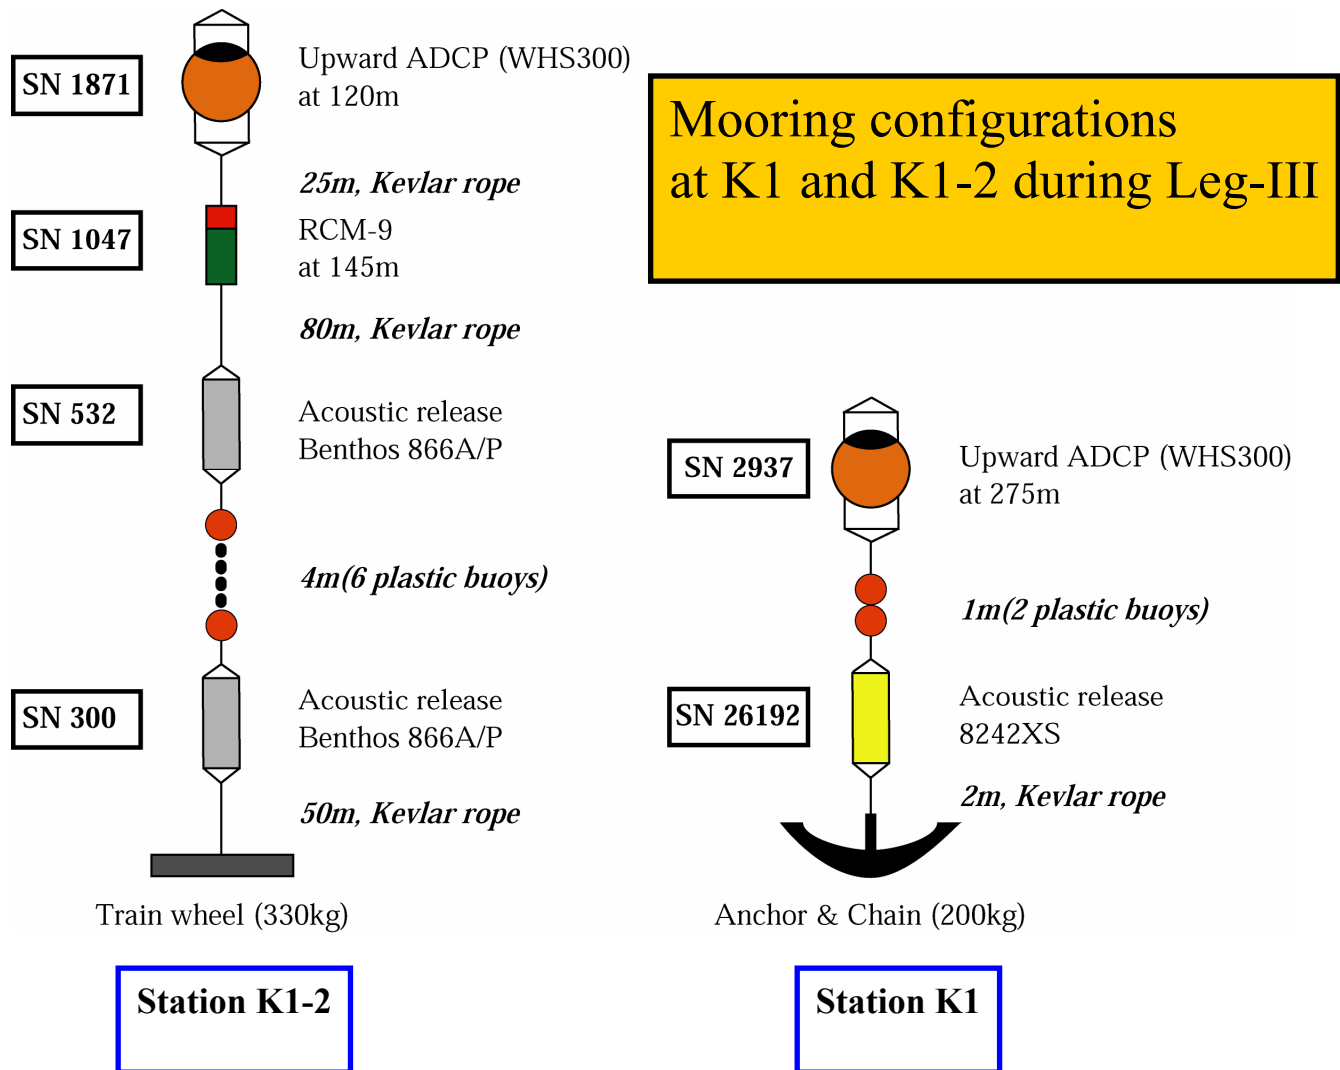 Mooring configurations
at K1 and K1-2 during Leg-III
SN 1871
Upward ADCP (WHS300)
at 120m
25m, Kevlar rope
SN 1047
RCM-9
at 145m
80m, Kevlar rope
SN 532
Acoustic release
Benthos 866A/P
4m(6 plastic buoys)
SN 300
Acoustic release
Benthos 866A/P
50m, Kevlar rope
Train wheel (330kg)
Station K1-2
SN 2937
Upward ADCP (WHS300)
at 275m
1m(2 plastic buoys)
SN 26192
Acoustic release
8242XS
2m, Kevlar rope
Anchor & Chain (200kg)
Station K1